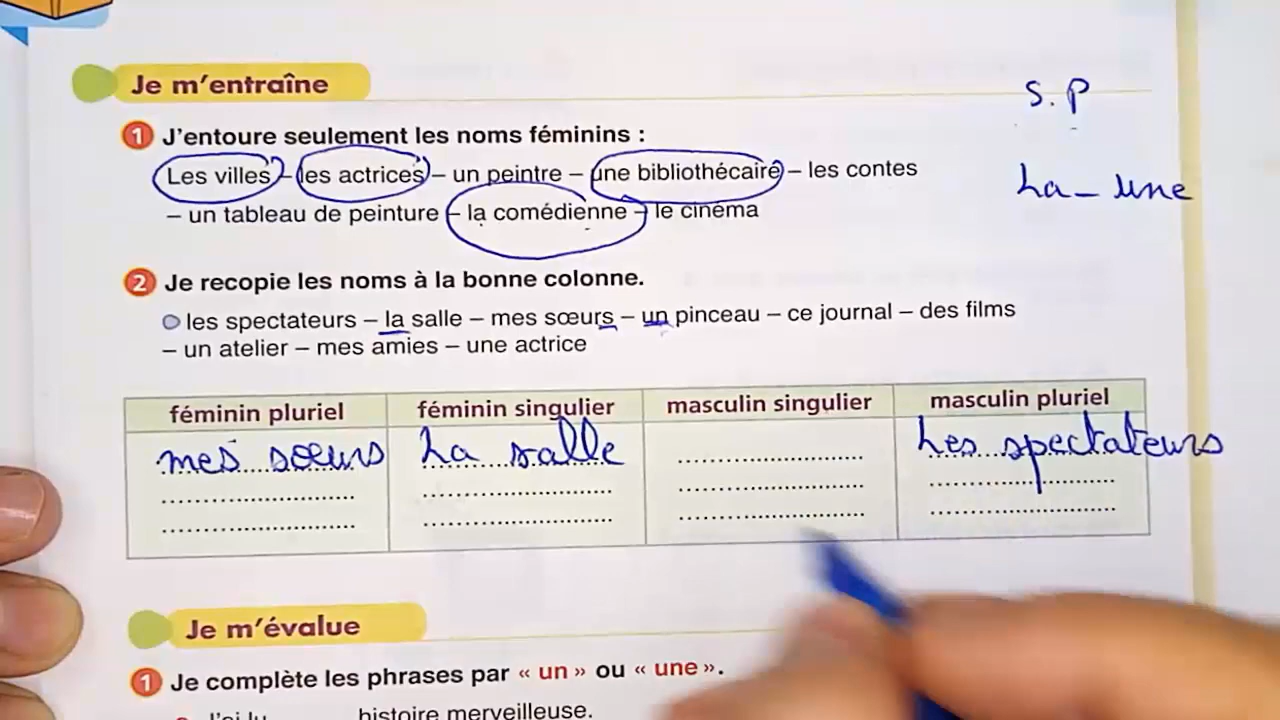 Je m'entraîne
S. P
1 J'entoure seulement les noms féminins :
Les villes – les actrices – un peintre – une bibliothécaire – les contes
– un tableau de peinture – la comédienne – le cinéma
La – une
2 Je recopie les noms à la bonne colonne.
les spectateurs – la salle – mes sœurs – un pinceau – ce journal – des films
– un atelier – mes amies – une actrice
féminin pluriel féminin singulier masculin singulier masculin pluriel
mes sœurs La salle Les spectateurs
Je m'évalue
1 Je complète les phrases par « un » ou « une ».
J'ai lu histoire merveilleuse.